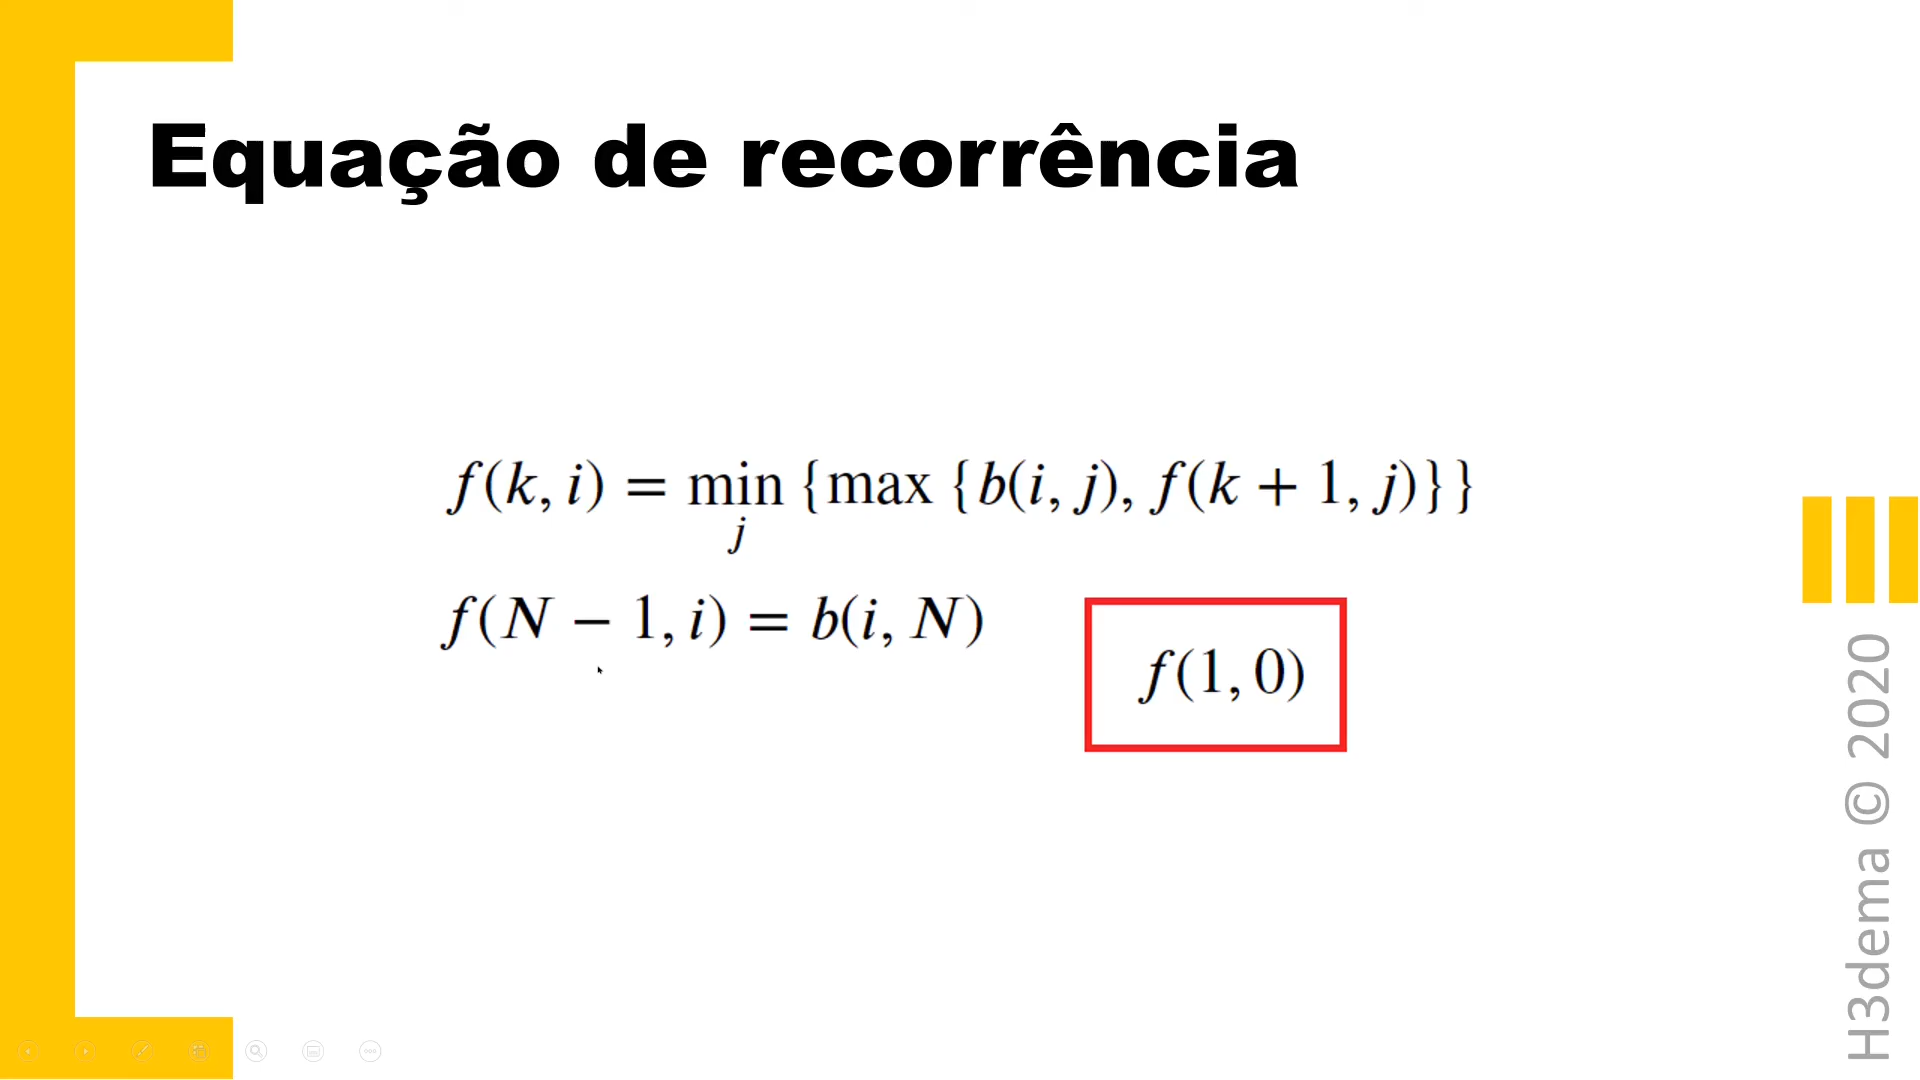 Equação de recorrência
f(k, i) = min {max {b(i, j), f(k + 1, j)}}
j
f(N − 1, i) = b(i, N)
f(1, 0)
H3dema © 2020